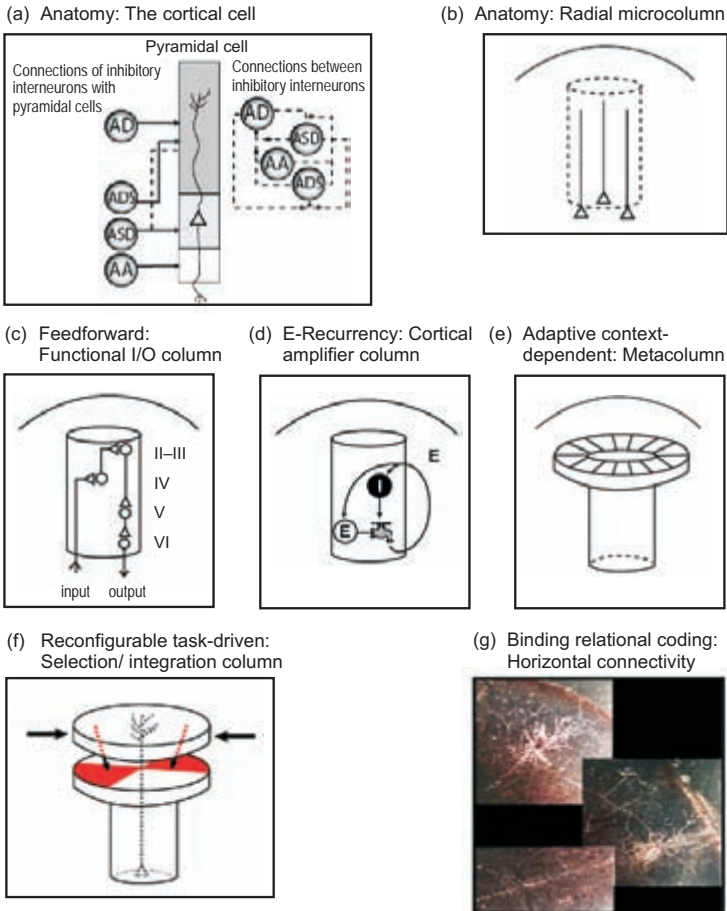 (a) Anatomy: The cortical cell
Pyramidal cell
Connections of inhibitory
interneurons with
pyramidal cells
Connections between
inhibitory interneurons
AD
ADS
ASD
AA
AD
ASD
AA
ADS
(b) Anatomy: Radial microcolumn
(c) Feedforward:
Functional I/O column
II–III
IV
V
VI
input output
(d) E-Recurrency: Cortical
amplifier column
E
I
E
(e) Adaptive context-
dependent: Metacolumn
(f) Reconfigurable task-driven:
Selection/ integration column
(g) Binding relational coding:
Horizontal connectivity